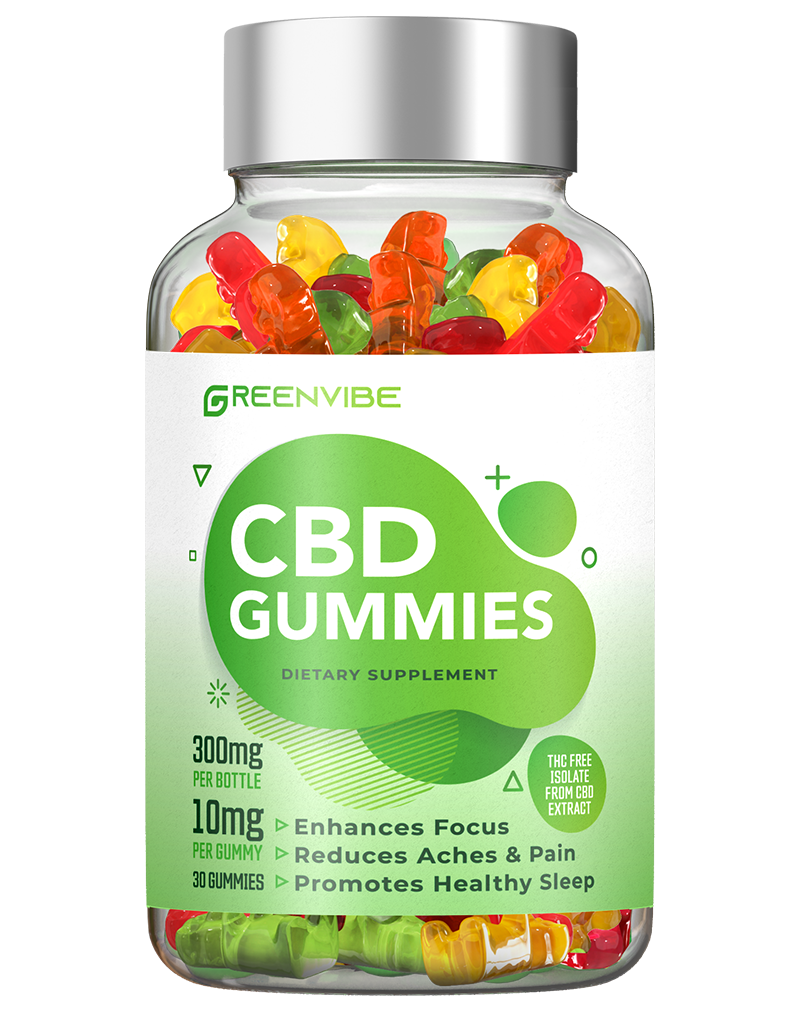 GREENVIBE
CBD
GUMMIES
DIETARY SUPPLEMENT
300mg
PER BOTTLE
10mg
PER GUMMY
30 GUMMIES
Enhances Focus
Reduces Aches & Pain
Promotes Healthy Sleep
THC FREE
ISOLATE
FROM CBD
EXTRACT